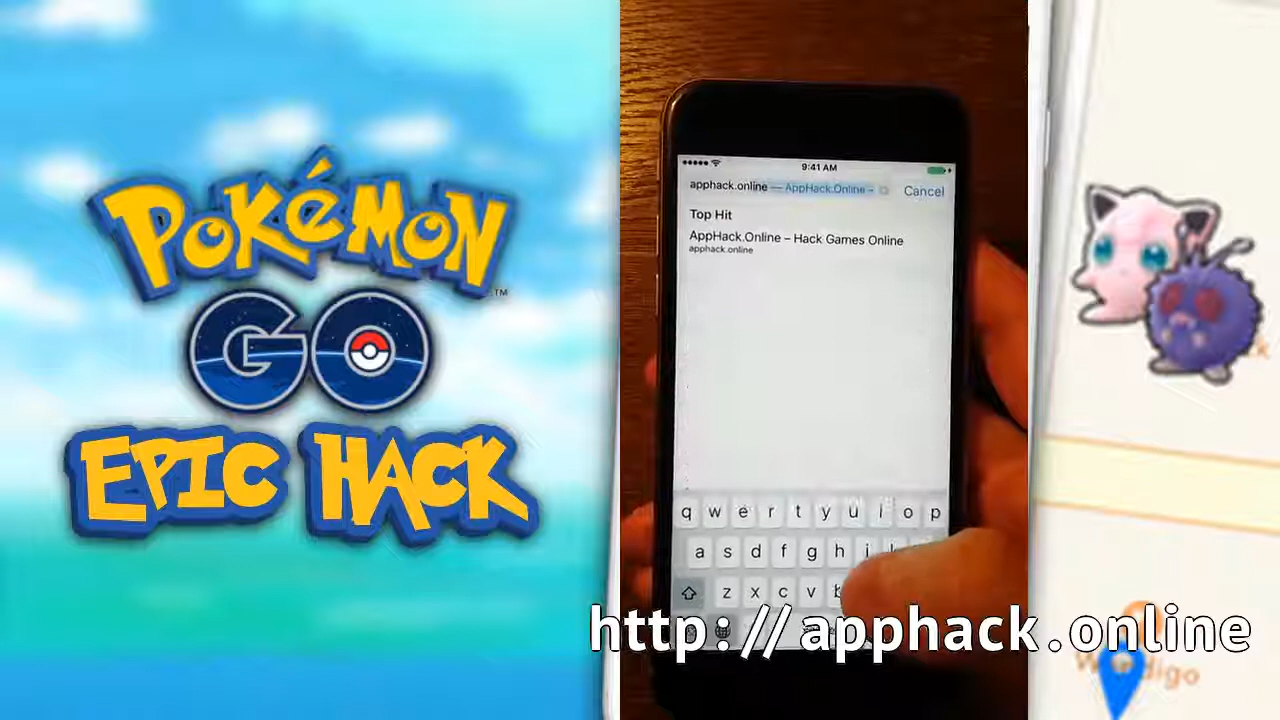 POKéMON
TM
GO
EPIC HACK
9:41 AM
apphack.online — AppHack.Online –
Cancel
Top Hit
AppHack.Online – Hack Games Online
apphack.online
q w e r t y u i o p
a s d f g h
z x c v
http://apphack.online